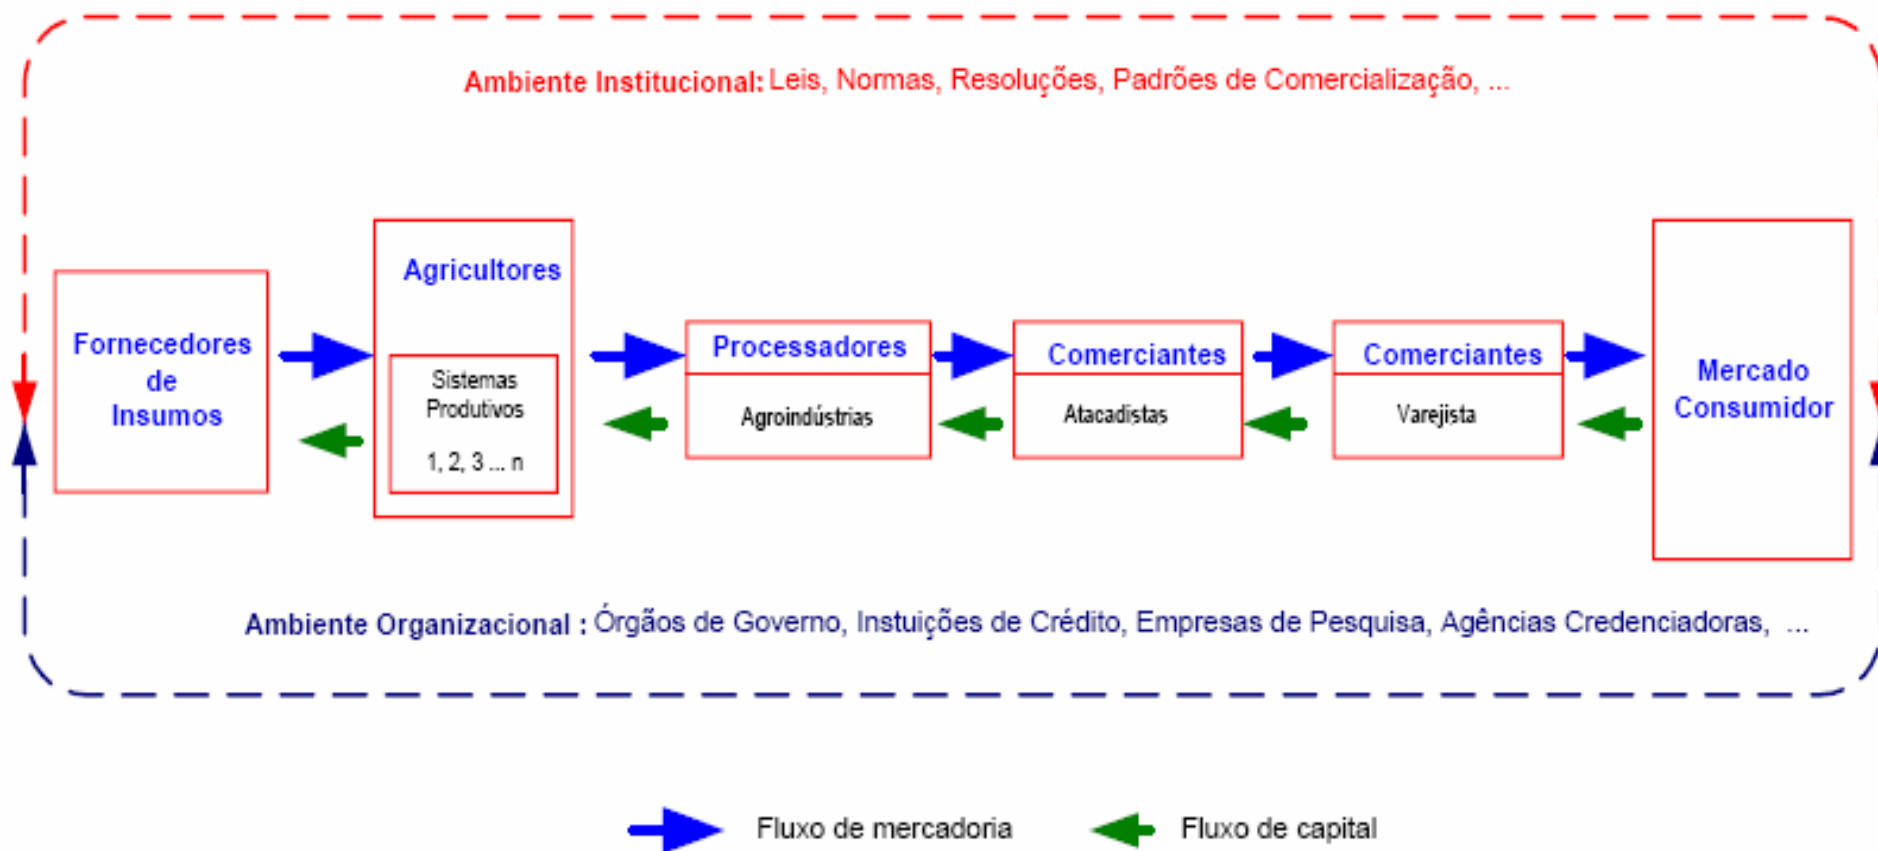 Ambiente Institucional: Leis, Normas, Resoluções, Padrões de Comercialização, ...
Fornecedores
de
Insumos
Agricultores
Sistemas
Produtivos
1, 2, 3 ... n
Processadores
Agroindústrias
Comerciantes
Atacadistas
Comerciantes
Varejista
Mercado
Consumidor
Ambiente Organizacional : Órgãos de Governo, Instuições de Crédito, Empresas de Pesquisa, Agências Credenciadoras, ...
Fluxo de mercadoria
Fluxo de capital